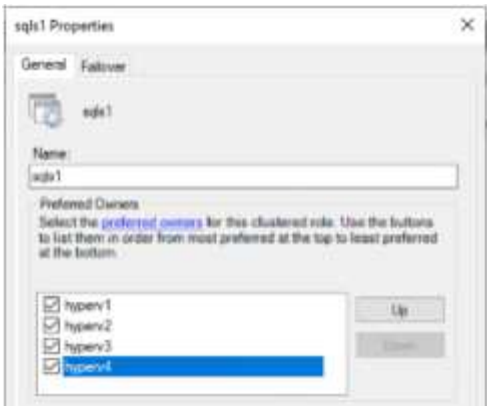 sqls1 Properties
General Failover
sqls1
Name:
sqls1
Preferred Owners
Select the preferred owners for this clustered role. Use the buttons
to list them in order from most preferred at the top to least preferred
at the bottom.
hyperv1
Up
hyperv2
hyperv3
Down
hyperv4